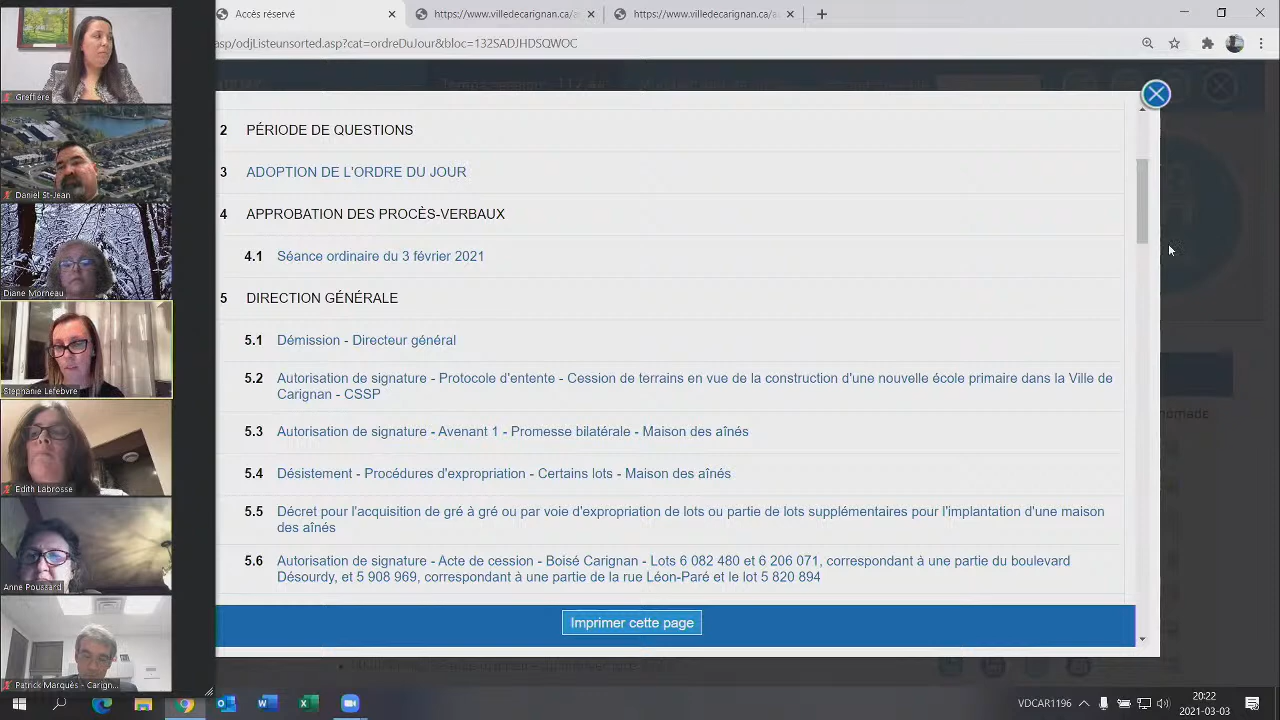 Accès réservé
https://www.villedecarignan.ca/
asp/odjListeunsorted.asp?cat=ordreDuJour&bloc=
2 PÉRIODE DE QUESTIONS
3 ADOPTION DE L'ORDRE DU JOUR
4 APPROBATION DES PROCÈS-VERBAUX
4.1 Séance ordinaire du 3 février 2021
5 DIRECTION GÉNÉRALE
5.1 Démission - Directeur général
5.2 Autorisation de signature - Protocole d'entente - Cession de terrains en vue de la construction d'une nouvelle école primaire dans la Ville de
Carignan - CSSP
5.3 Autorisation de signature - Avenant 1 - Promesse bilatérale - Maison des aînés
5.4 Désistement - Procédures d'expropriation - Certains lots - Maison des aînés
5.5 Décret pour l'acquisition de gré à gré ou par voie d'expropriation de lots ou partie de lots supplémentaires pour l'implantation d'une maison
des aînés
5.6 Autorisation de signature - Acte de cession - Boisé Carignan - Lots 6 082 480 et 6 206 071, correspondant à une partie du boulevard
Désourdy, et 5 908 969, correspondant à une partie de la rue Léon-Paré et le lot 5 820 894
Imprimer cette page
Greffière
Daniel St-Jean
Diane Morneau
Stéphanie Lefebvre
Edith Labrosse
Anne Poussard
Patrick Marquès - Carign...
VDCAR1196
20:22
2021-03-03